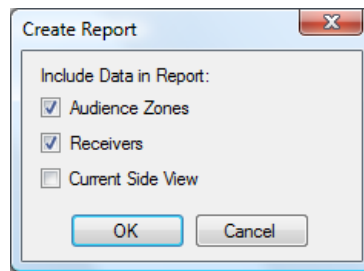 Create Report
Include Data in Report:
Audience Zones
Receivers
Current Side View
OK
Cancel